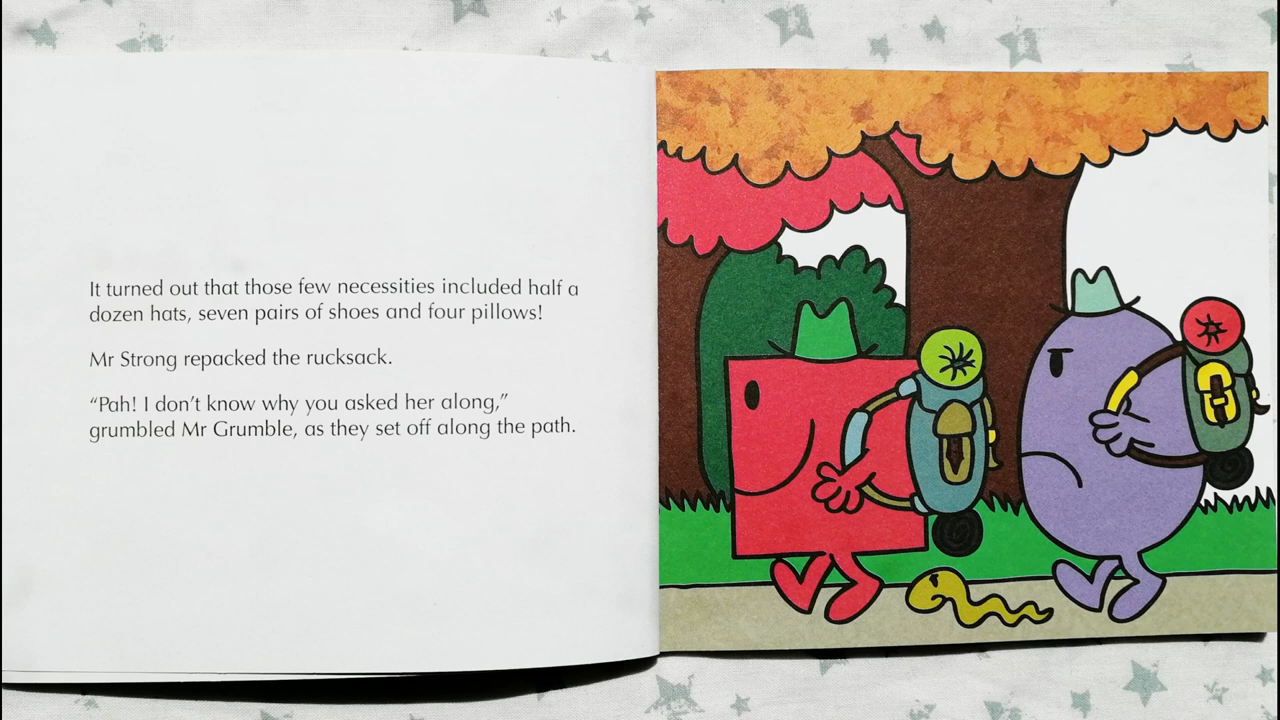 It turned out that those few necessities included half a
dozen hats, seven pairs of shoes and four pillows!
Mr Strong repacked the rucksack.
“Pah! I don’t know why you asked her along,”
grumbled Mr Grumble, as they set off along the path.